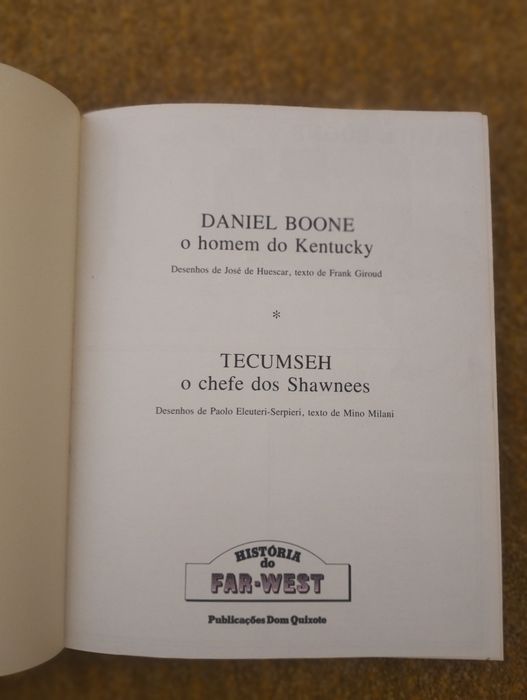 DANIEL BOONE
o homem do Kentucky
Desenhos de José de Huescar, texto de Frank Giroud
*
TECUMSEH
o chefe dos Shawnees
Desenhos de Paolo Eleuteri-Serpieri, texto de Mino Milani
HISTÓRIA
do
FAR-WEST
Publicações Dom Quixote